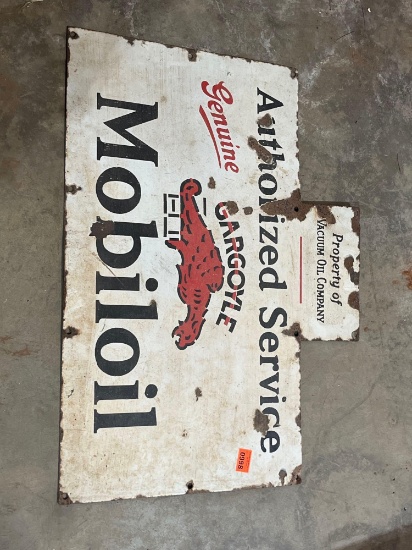 Property of
VACUUM OIL COMPANY
Authorized Service
Genuine
GARGOYLE
Mobiloil